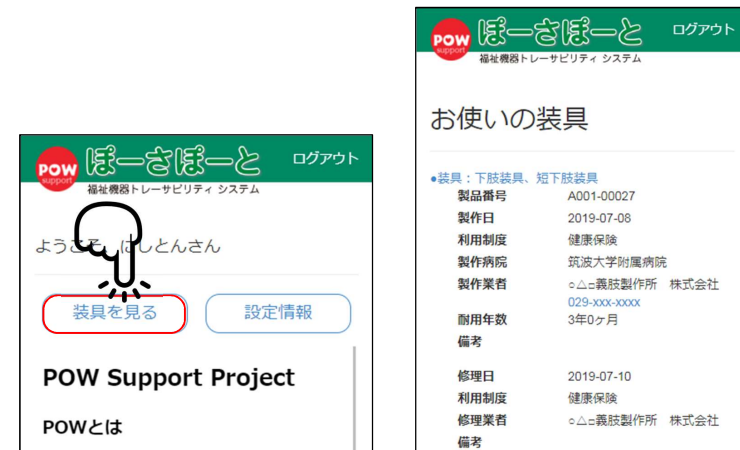 POW
support
ぽーさぽーと
福祉機器トレーサビリティ システム
ログアウト
ようこそ、にしとんさん
装具を見る
設定情報
POW Support Project
POWとは
POW
support
ぽーさぽーと
福祉機器トレーサビリティ システム
ログアウト
お使いの装具
●装具：下肢装具、短下肢装具
製品番号 A001-00027
製作日 2019-07-08
利用制度 健康保険
製作病院 筑波大学附属病院
製作業者 ○△□義肢製作所 株式会社
029-xxx-xxxx
耐用年数 3年0ヶ月
備考
修理日 2019-07-10
利用制度 健康保険
修理業者 ○△□義肢製作所 株式会社
備考